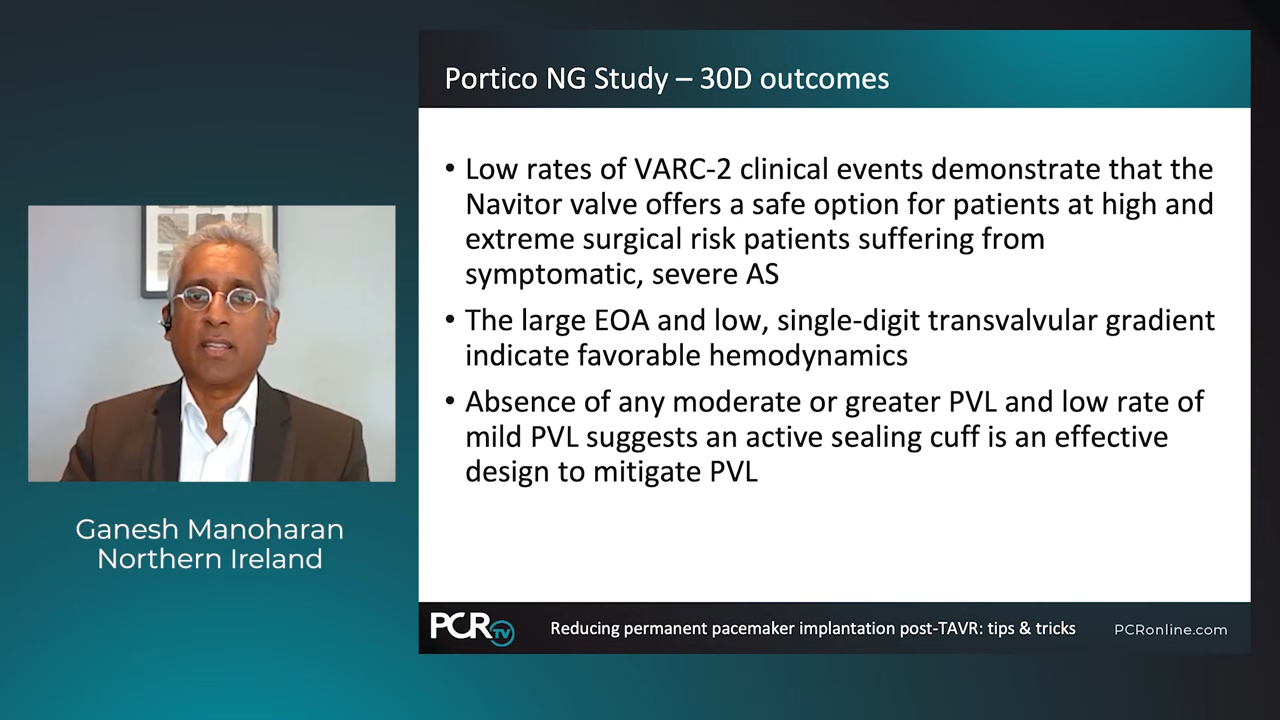 Portico NG Study – 30D outcomes
• Low rates of VARC-2 clinical events demonstrate that the
Navitor valve offers a safe option for patients at high and
extreme surgical risk patients suffering from
symptomatic, severe AS
• The large EOA and low, single-digit transvalvular gradient
indicate favorable hemodynamics
• Absence of any moderate or greater PVL and low rate of
mild PVL suggests an active sealing cuff is an effective
design to mitigate PVL
Ganesh Manoharan
Northern Ireland
PCR TV
Reducing permanent pacemaker implantation post-TAVR: tips & tricks
PCRonline.com